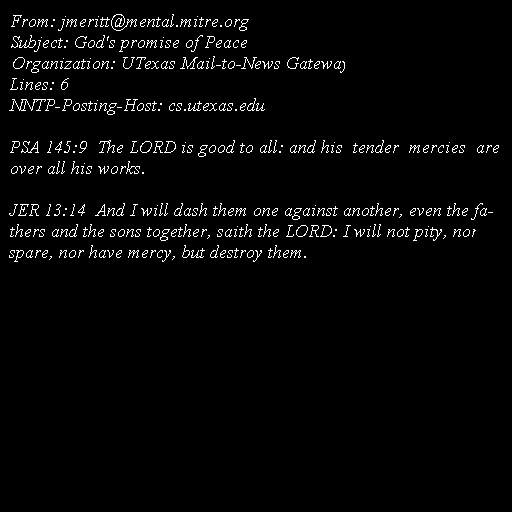 From: jmeritt@mental.mitre.org
Subject: God's promise of Peace
Organization: UTexas Mail-to-News Gateway
Lines: 6
NNTP-Posting-Host: cs.utexas.edu

PSA 145:9  The LORD is good to all: and his  tender  mercies  are
over all his works.

JER 13:14  And I will dash them one against another, even the fa-
thers and the sons together, saith the LORD: I will not pity, nor
spare, nor have mercy, but destroy them.